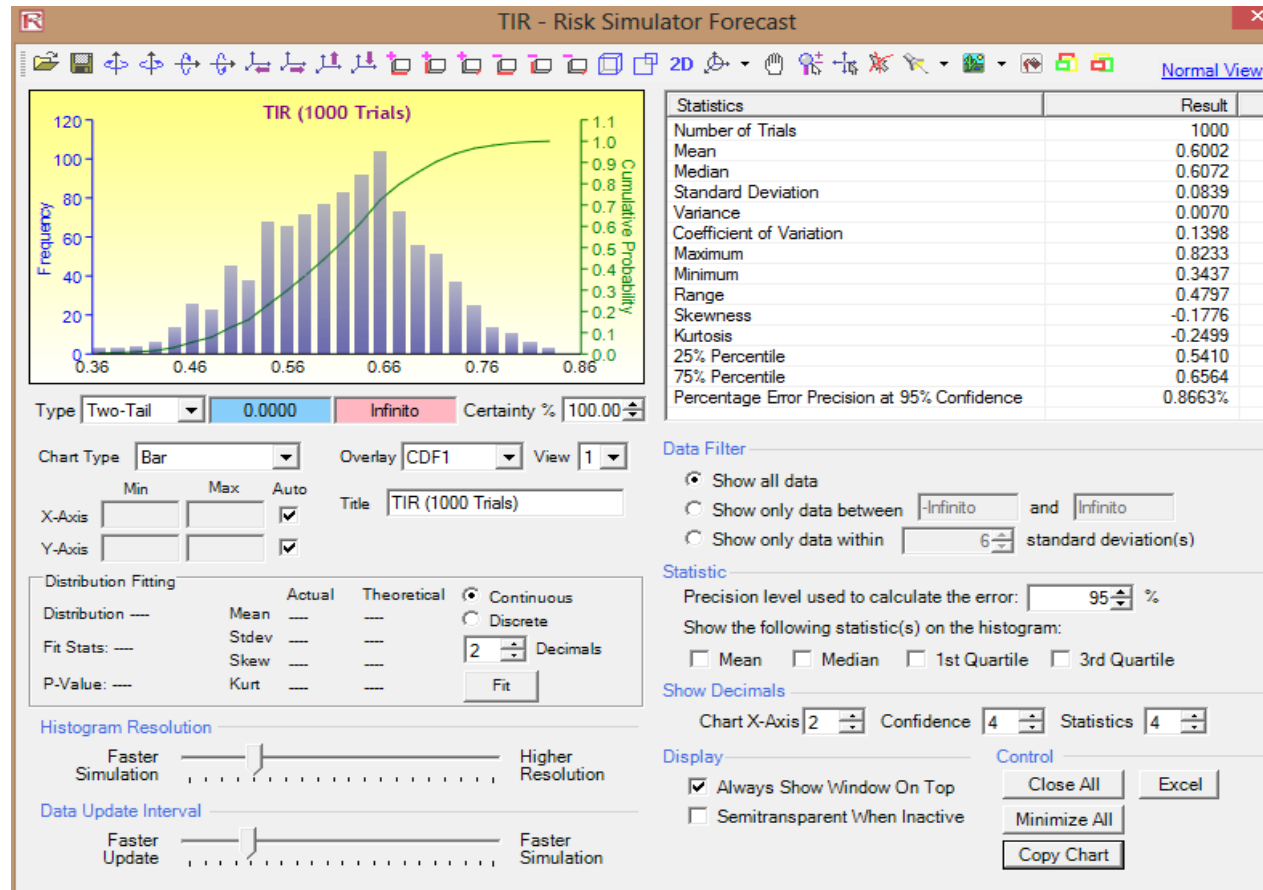 TIR - Risk Simulator Forecast
2D
Normal View
TIR (1000 Trials)
Frequency
120
100
80
60
40
20
0
0.36 0.46 0.56 0.66 0.76 0.86
1.1
1.0
0.9
0.8
0.7
0.6
0.5
0.4
0.3
0.2
0.1
0.0
Cumulative Probability
Type Two-Tail 0.0000 Infinito Certainty % 100.00
Chart Type Bar Overlay CDF1 View 1
Min Max Auto
Title TIR (1000 Trials)
X-Axis
Y-Axis
Distribution Fitting
Actual Theoretical Continuous
Distribution ---- Mean ---- ---- Discrete
Fit Stats: ---- Stdev ---- ---- 2 Decimals
Skew ---- ----
P-Value: ---- Kurt ---- ---- Fit
Histogram Resolution
Faster Simulation Higher Resolution
Data Update Interval
Faster Update Faster Simulation
Statistics Result
Number of Trials 1000
Mean 0.6002
Median 0.6072
Standard Deviation 0.0839
Variance 0.0070
Coefficient of Variation 0.1398
Maximum 0.8233
Minimum 0.3437
Range 0.4797
Skewness -0.1776
Kurtosis -0.2499
25% Percentile 0.5410
75% Percentile 0.6564
Percentage Error Precision at 95% Confidence 0.8663%
Data Filter
Show all data
Show only data between -Infinito and Infinito
Show only data within 6 standard deviation(s)
Statistic
Precision level used to calculate the error: 95 %
Show the following statistic(s) on the histogram:
Mean Median 1st Quartile 3rd Quartile
Show Decimals
Chart X-Axis 2 Confidence 4 Statistics 4
Display
Always Show Window On Top
Semitransparent When Inactive
Control
Close All Excel
Minimize All
Copy Chart